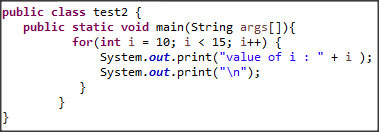 public class test2 {
public static void main(String args[]){
for(int i = 10; i < 15; i++) {
System.out.print("value of i : " + i );
System.out.print("\n");
}
}
}